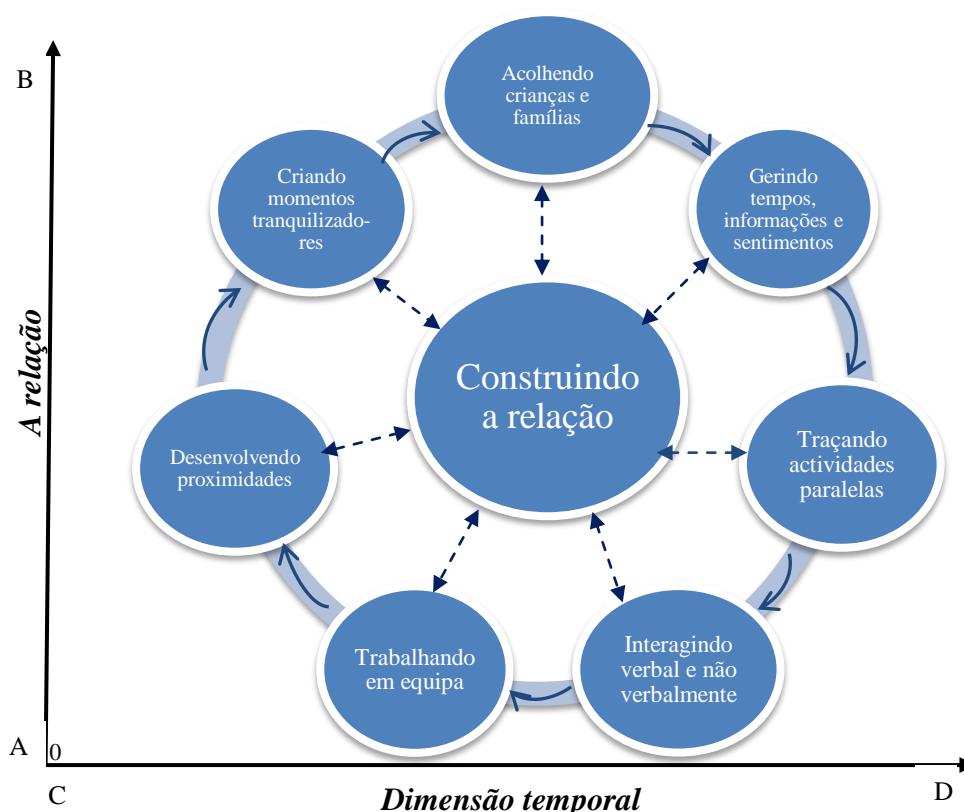 B
Acolhendo
crianças e
famílias
Criando
momentos
tranquilizado-
res
Gerindo
tempos,
informações e
sentimentos
A relação
Construindo
a relação
Desenvolvendo
proximidades
Traçando
actividades
paralelas
Trabalhando
em equipa
Interagindo
verbal e não
verbalmente
A
0
C
Dimensão temporal
D